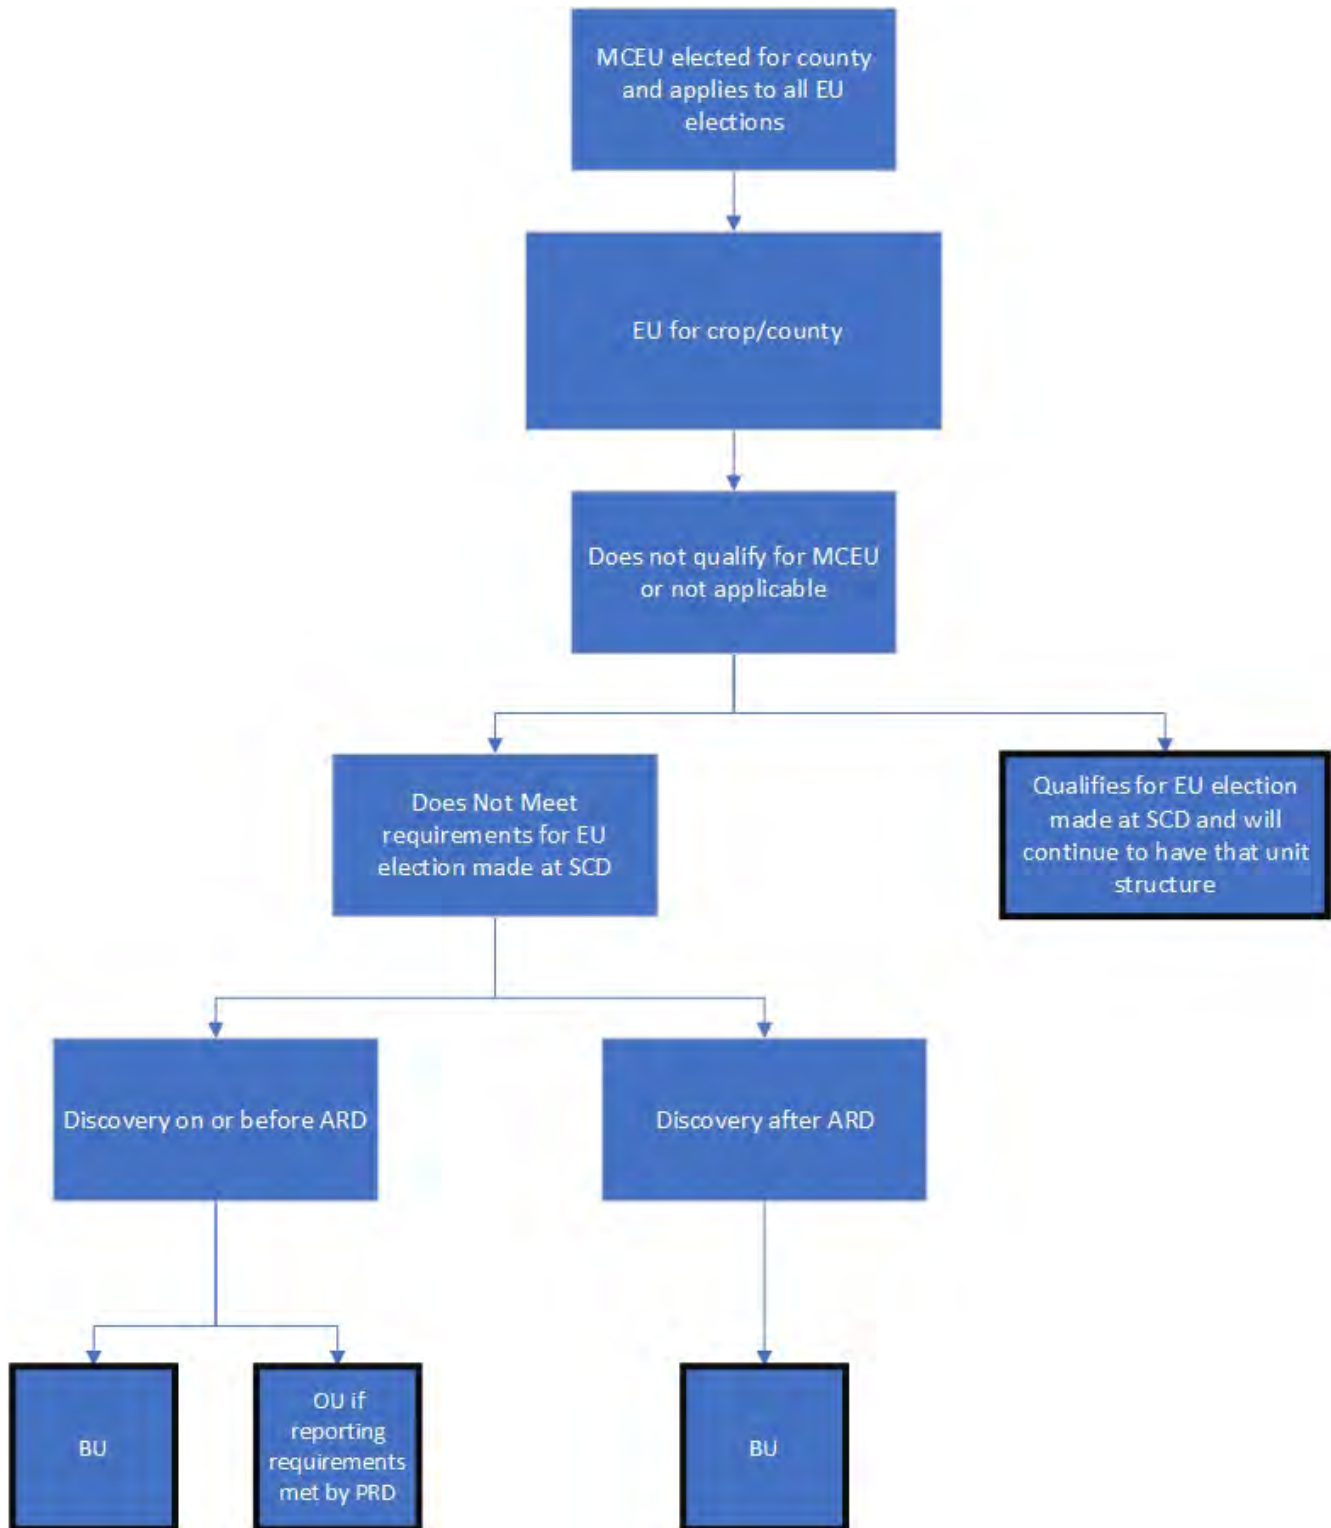 MCEU elected for county
and applies to all EU
elections
EU for crop/county
Does not qualify for MCEU
or not applicable
Does Not Meet
requirements for EU
election made at SCD
Qualifies for EU election
made at SCD and will
continue to have that unit
structure
Discovery on or before ARD
Discovery after ARD
BU
OU if
reporting
requirements
met by PRD
BU